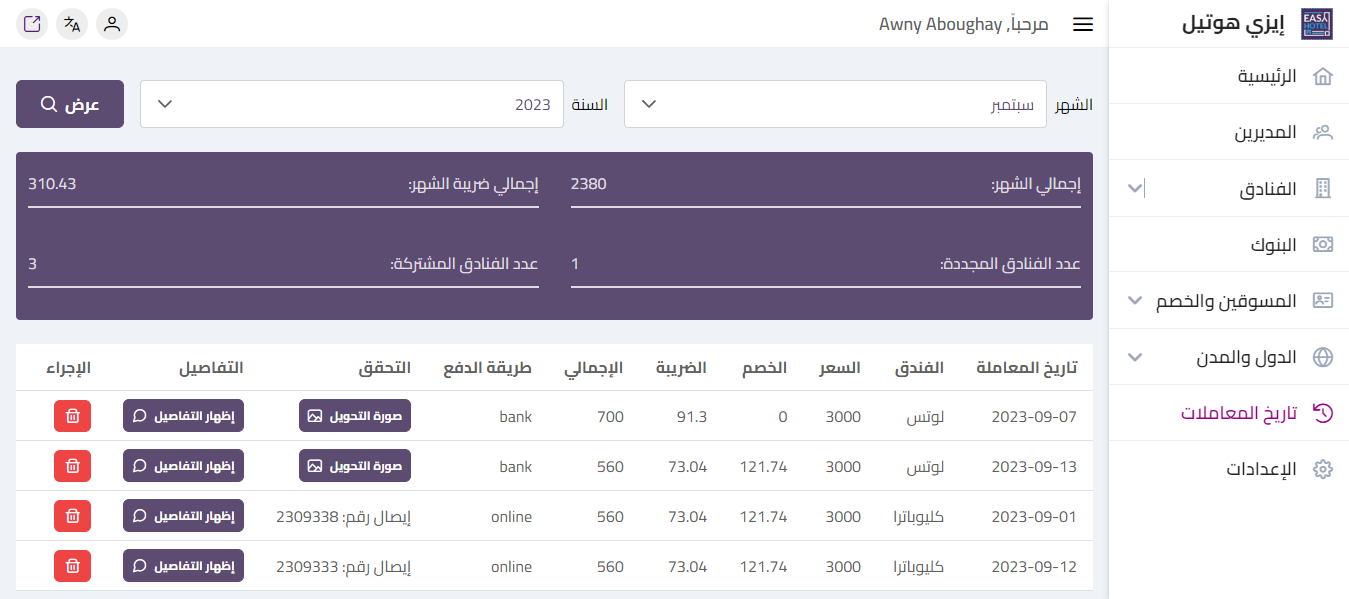 إيزي هوتيل
EASY HOTEL
الرئيسية
المديرين
الفنادق
البنوك
المسوقين والخصم
الدول والمدن
تاريخ المعاملات
الإعدادات
مرحباً, Awny Aboughay
الشهر سبتمبر السنة 2023 عرض
إجمالي الشهر: 2380 إجمالي ضريبة الشهر: 310.43
عدد الفنادق المجددة: 1 عدد الفنادق المشتركة: 3
تاريخ المعاملة الفندق السعر الخصم الضريبة الإجمالي طريقة الدفع التحقق التفاصيل الإجراء
2023-09-07 لوتس 3000 0 91.3 700 bank صورة التحويل إظهار التفاصيل
2023-09-13 لوتس 3000 121.74 73.04 560 bank صورة التحويل إظهار التفاصيل
2023-09-01 كليوباترا 3000 121.74 73.04 560 online إيصال رقم: 2309338 إظهار التفاصيل
2023-09-12 كليوباترا 3000 121.74 73.04 560 online إيصال رقم: 2309333 إظهار التفاصيل